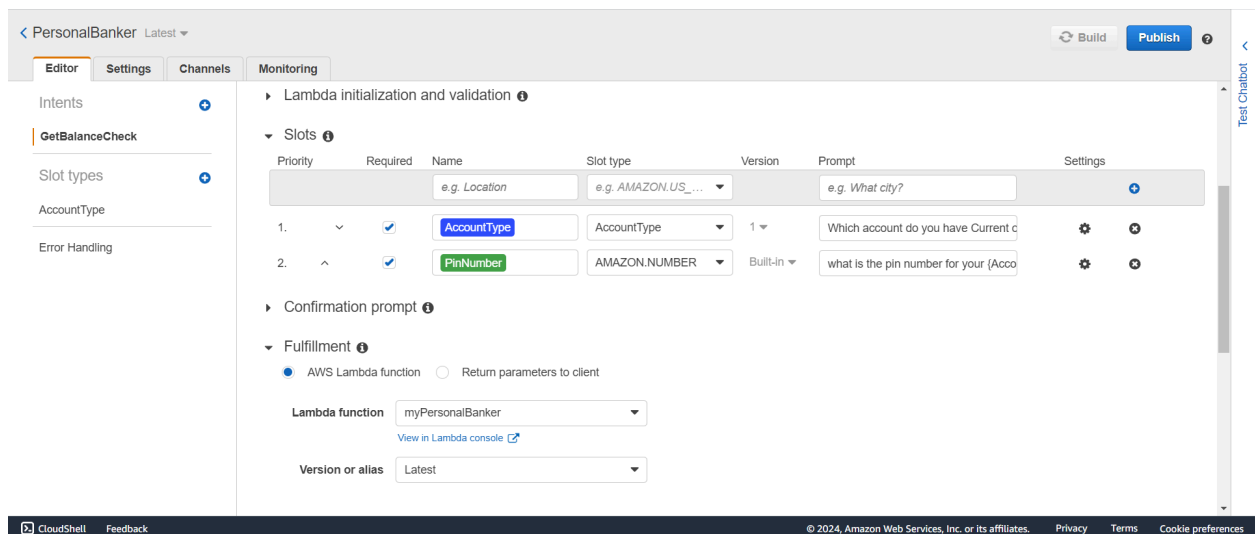 PersonalBanker Latest
Build Publish
Editor Settings Channels Monitoring
Test Chatbot
Intents
GetBalanceCheck
Slot types
AccountType
Error Handling
Lambda initialization and validation
Slots
Priority Required Name Slot type Version Prompt Settings
e.g. Location e.g. AMAZON.US_... e.g. What city?
1. AccountType AccountType 1 Which account do you have Current c
2. PinNumber AMAZON.NUMBER Built-in what is the pin number for your {Acco
Confirmation prompt
Fulfillment
AWS Lambda function Return parameters to client
Lambda function myPersonalBanker
View in Lambda console
Version or alias Latest
CloudShell Feedback © 2024, Amazon Web Services, Inc. or its affiliates. Privacy Terms Cookie preferences